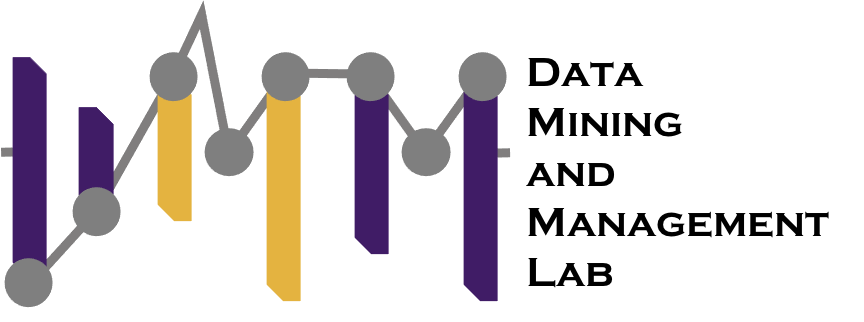 Data
Mining
and
Management
Lab